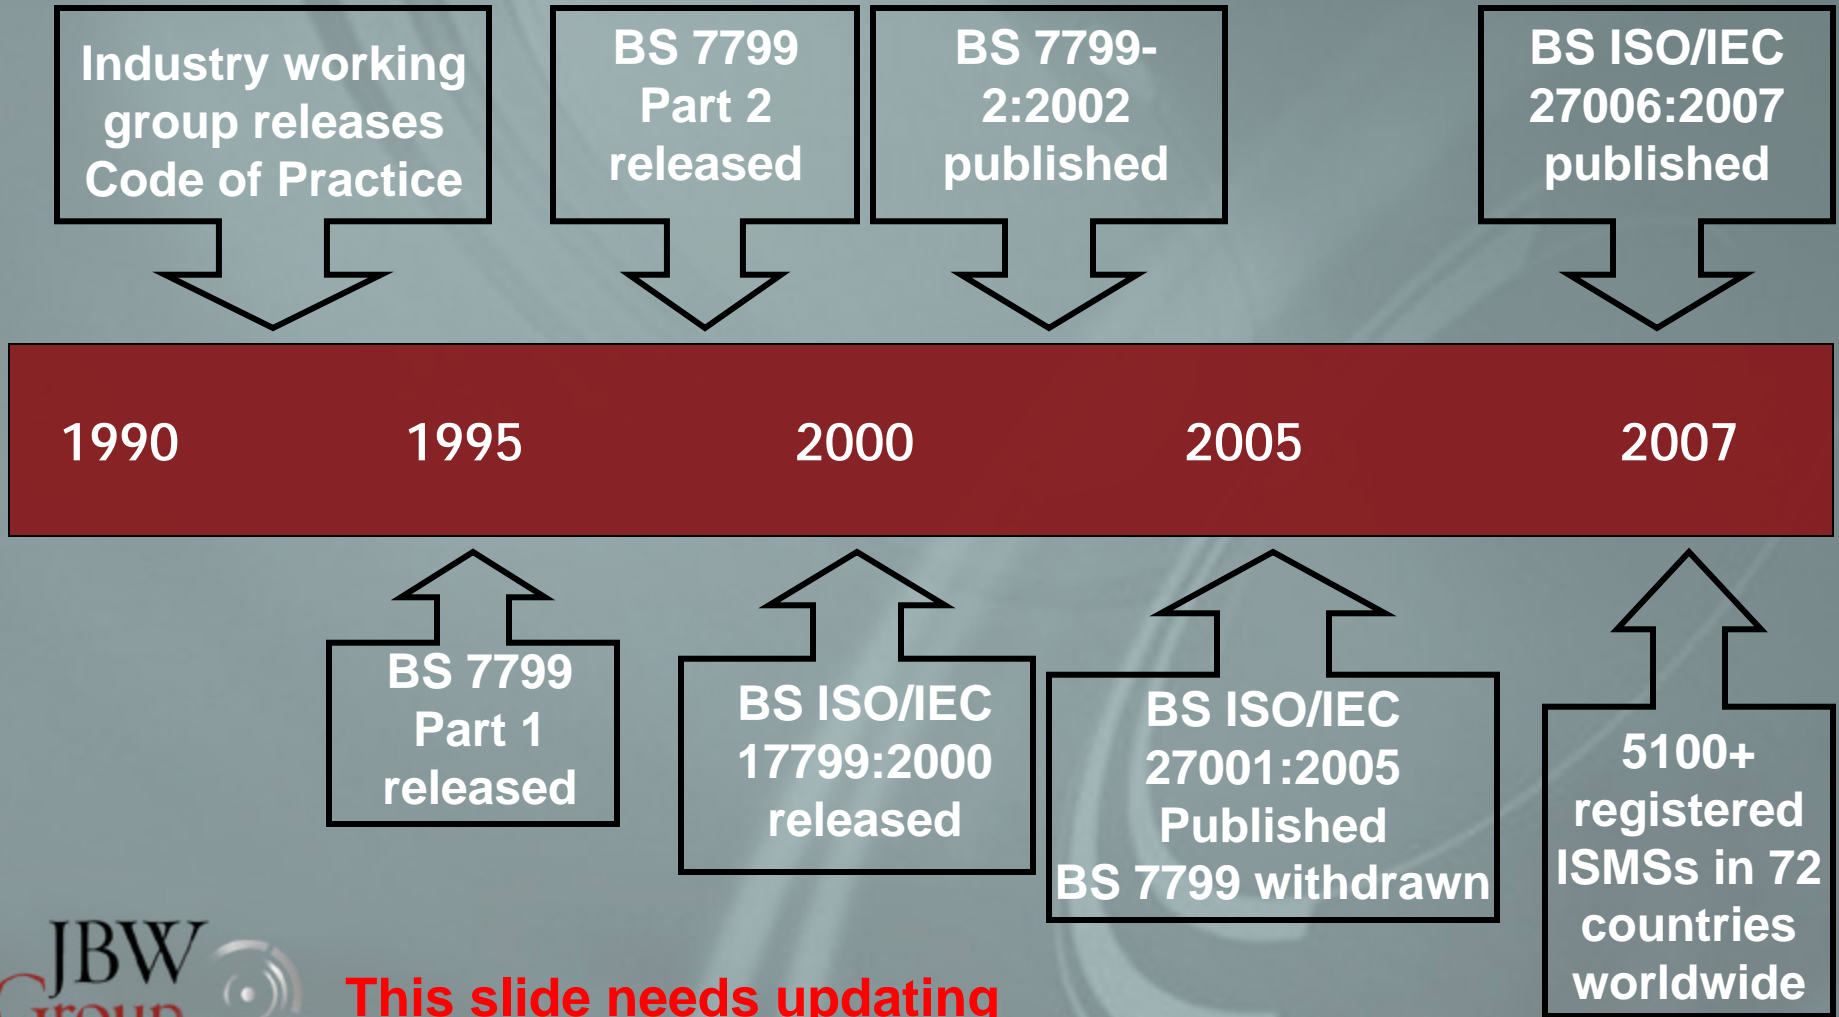 Industry working
group releases
Code of Practice
BS 7799
Part 2
released
BS 7799-
2:2002
published
BS ISO/IEC
27006:2007
published
1990
1995
2000
2005
2007
BS 7799
Part 1
released
BS ISO/IEC
17799:2000
released
BS ISO/IEC
27001:2005
Published
BS 7799 withdrawn
5100+
registered
ISMSs in 72
countries
worldwide
JBW
Group
This slide needs updating